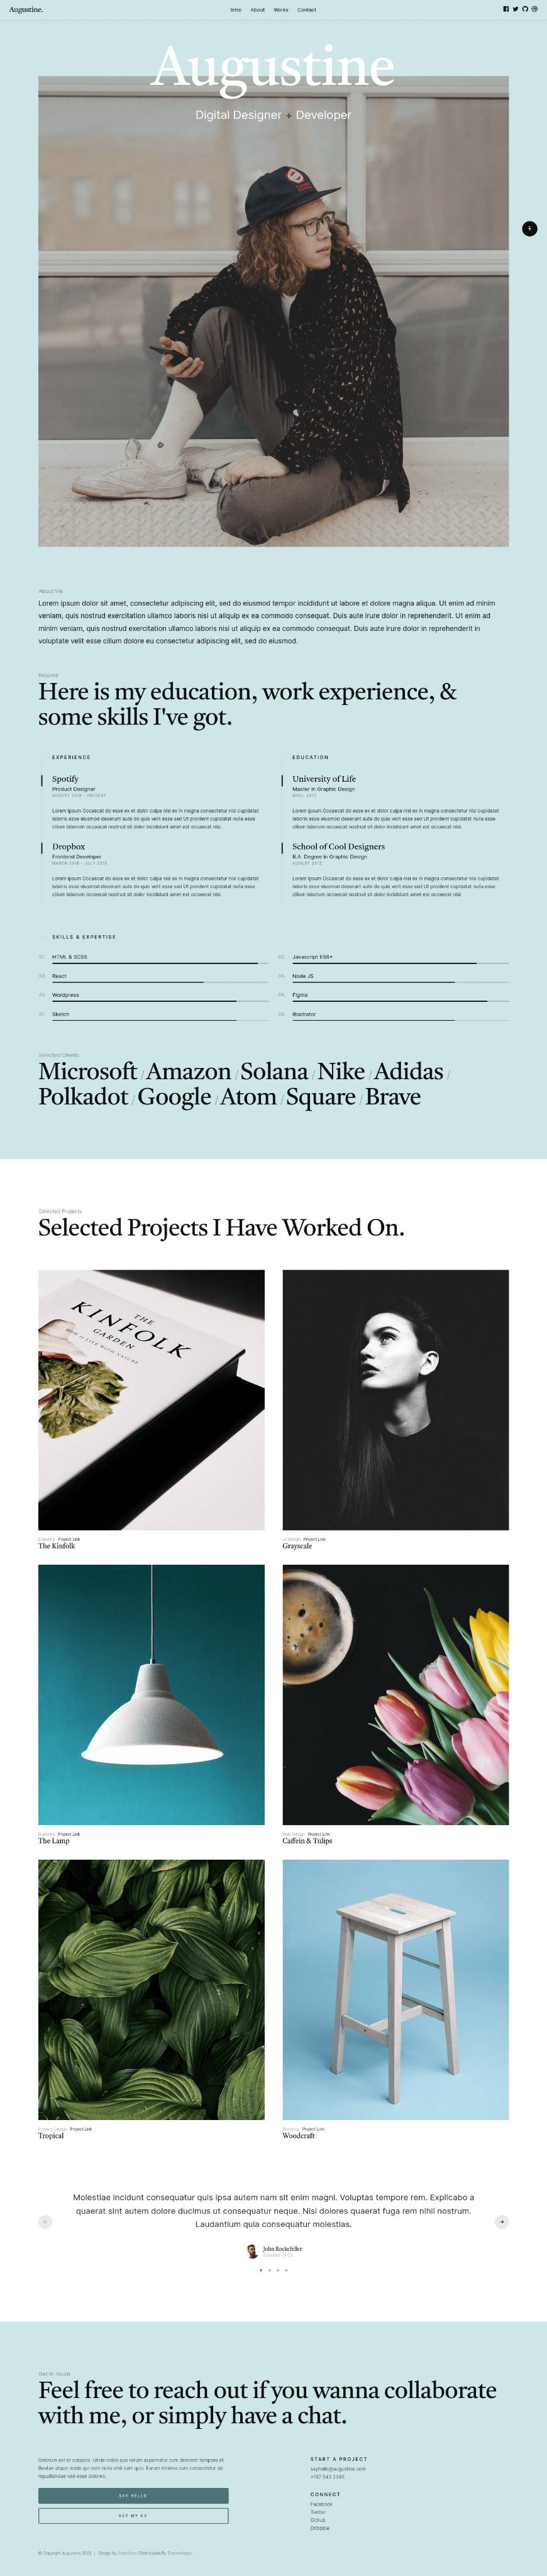 Augustine.
Intro About Works Contact
Augustine
Digital Designer + Developer
About Me
Lorem ipsum dolor sit amet, consectetur adipiscing elit, sed do eiusmod tempor incididunt ut labore et dolore magna aliqua. Ut enim ad minim
veniam, quis nostrud exercitation ullamco laboris nisi ut aliquip ex ea commodo consequat. Duis aute irure dolor in reprehenderit. Ut enim ad
minim veniam, quis nostrud exercitation ullamco laboris nisi ut aliquip ex ea commodo consequat. Duis aute irure dolor in reprehenderit in
voluptate velit esse cillum dolore eu consectetur adipiscing elit, sed do eiusmod.
Resume
Here is my education, work experience, &
some skills I've got.
EXPERIENCE
Spotify
Product Designer
AUGUST 2018 - PRESENT
Lorem ipsum Occaecat do esse ex et dolor culpa nisi ex in magna consectetur nisi cupidatat
laboris esse eiusmod deserunt aute do quis velit esse sed Ut proident cupidatat nulla esse
cillum laborum occaecat nostrud sit dolor incididunt amet est occaecat nisi.
Dropbox
Frontend Developer
MARCH 2016 - JULY 2018
Lorem ipsum Occaecat do esse ex et dolor culpa nisi ex in magna consectetur nisi cupidatat
laboris esse eiusmod deserunt aute do quis velit esse sed Ut proident cupidatat nulla esse
cillum laborum occaecat nostrud sit dolor incididunt amet est occaecat nisi.
EDUCATION
University of Life
Master in Graphic Design
APRIL 2015
Lorem ipsum Occaecat do esse ex et dolor culpa nisi ex in magna consectetur nisi cupidatat
laboris esse eiusmod deserunt aute do quis velit esse sed Ut proident cupidatat nulla esse
cillum laborum occaecat nostrud sit dolor incididunt amet est occaecat nisi.
School of Cool Designers
B.A. Degree in Graphic Design
AUGUST 2012
Lorem ipsum Occaecat do esse ex et dolor culpa nisi ex in magna consectetur nisi cupidatat
laboris esse eiusmod deserunt aute do quis velit esse sed Ut proident cupidatat nulla esse
cillum laborum occaecat nostrud sit dolor incididunt amet est occaecat nisi.
SKILLS & EXPERTISE
HTML & SCSS
Javascript ES6+
React
Node JS
Wordpress
Figma
Sketch
Illustrator
Selected Clients
Microsoft / Amazon / Solana / Nike / Adidas /
Polkadot / Google / Atom / Square / Brave
Selected Projects
Selected Projects I Have Worked On.
THE
KINFOLK
GARDEN
HOW to LIVE WITH NATURE
Branding Project Link
The Kinfolk
Project Link
Grayscale
Branding Project Link
The Lamp
Web Design Project Link
Caffein & Tulips
Product Design Project Link
Tropical
Branding Project Link
Woodcraft
Molestiae incidunt consequatur quis ipsa autem nam sit enim magni. Voluptas tempore rem. Explicabo a
quaerat sint autem dolore ducimus ut consequatur neque. Nisi dolores quaerat fuga rem nihil nostrum.
Laudantium quia consequatur molestias.
John Rockefeller
Get In Touch
Feel free to reach out if you wanna collaborate
with me, or simply have a chat.
Dolorum est et corporis. Unde nobis quo rerum aspernatur cum dolorem tempore et.
Beatae atque nobis qui non nulla nihil sunt quia. Earum minima cum consectetur ab
repudiandae sed esse dolores.
SAY HELLO
GET MY CV
START A PROJECT
sayhello@augustine.com
+197 543 2345
CONNECT
Facebook
Twitter
Github
Dribbble
© Copyright Augustine 2021 | Design by StyleShout Distributed By ThemeWagon